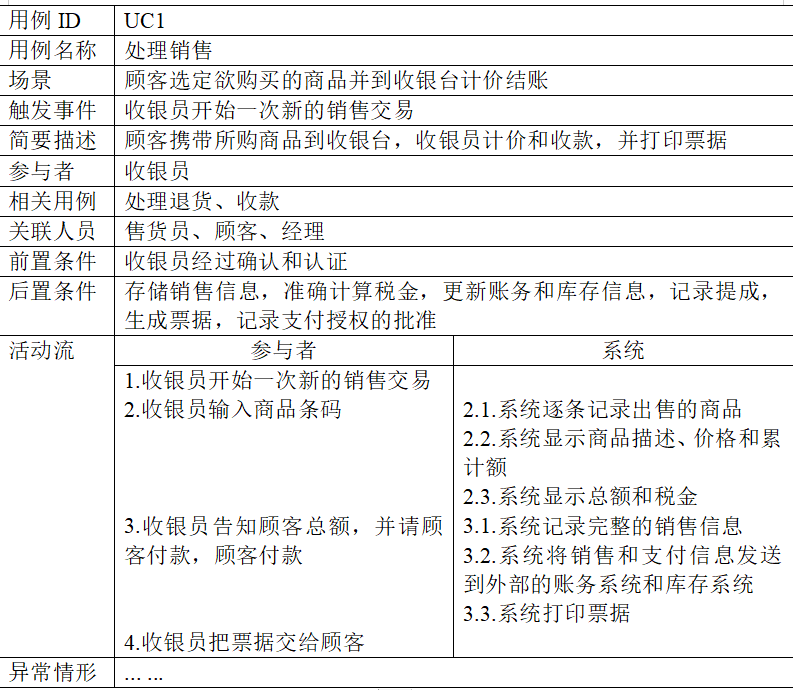 用例 ID UC1
用例名称 处理销售
场景 顾客选定欲购买的商品并到收银台计价结账
触发事件 收银员开始一次新的销售交易
简要描述 顾客携带所购商品到收银台，收银员计价和收款，并打印票据
参与者 收银员
相关用例 处理退货、收款
关联人员 售货员、顾客、经理
前置条件 收银员经过确认和认证
后置条件 存储销售信息，准确计算税金，更新账务和库存信息，记录提成，
生成票据，记录支付授权的批准
活动流 参与者 系统
1.收银员开始一次新的销售交易
2.收银员输入商品条码 2.1.系统逐条记录出售的商品
2.2.系统显示商品描述、价格和累
计额
2.3.系统显示总额和税金
3.收银员告知顾客总额，并请顾 3.1.系统记录完整的销售信息
客付款，顾客付款 3.2.系统将销售和支付信息发送
到外部的账务系统和库存系统
3.3.系统打印票据
4.收银员把票据交给顾客
异常情形 ... ...